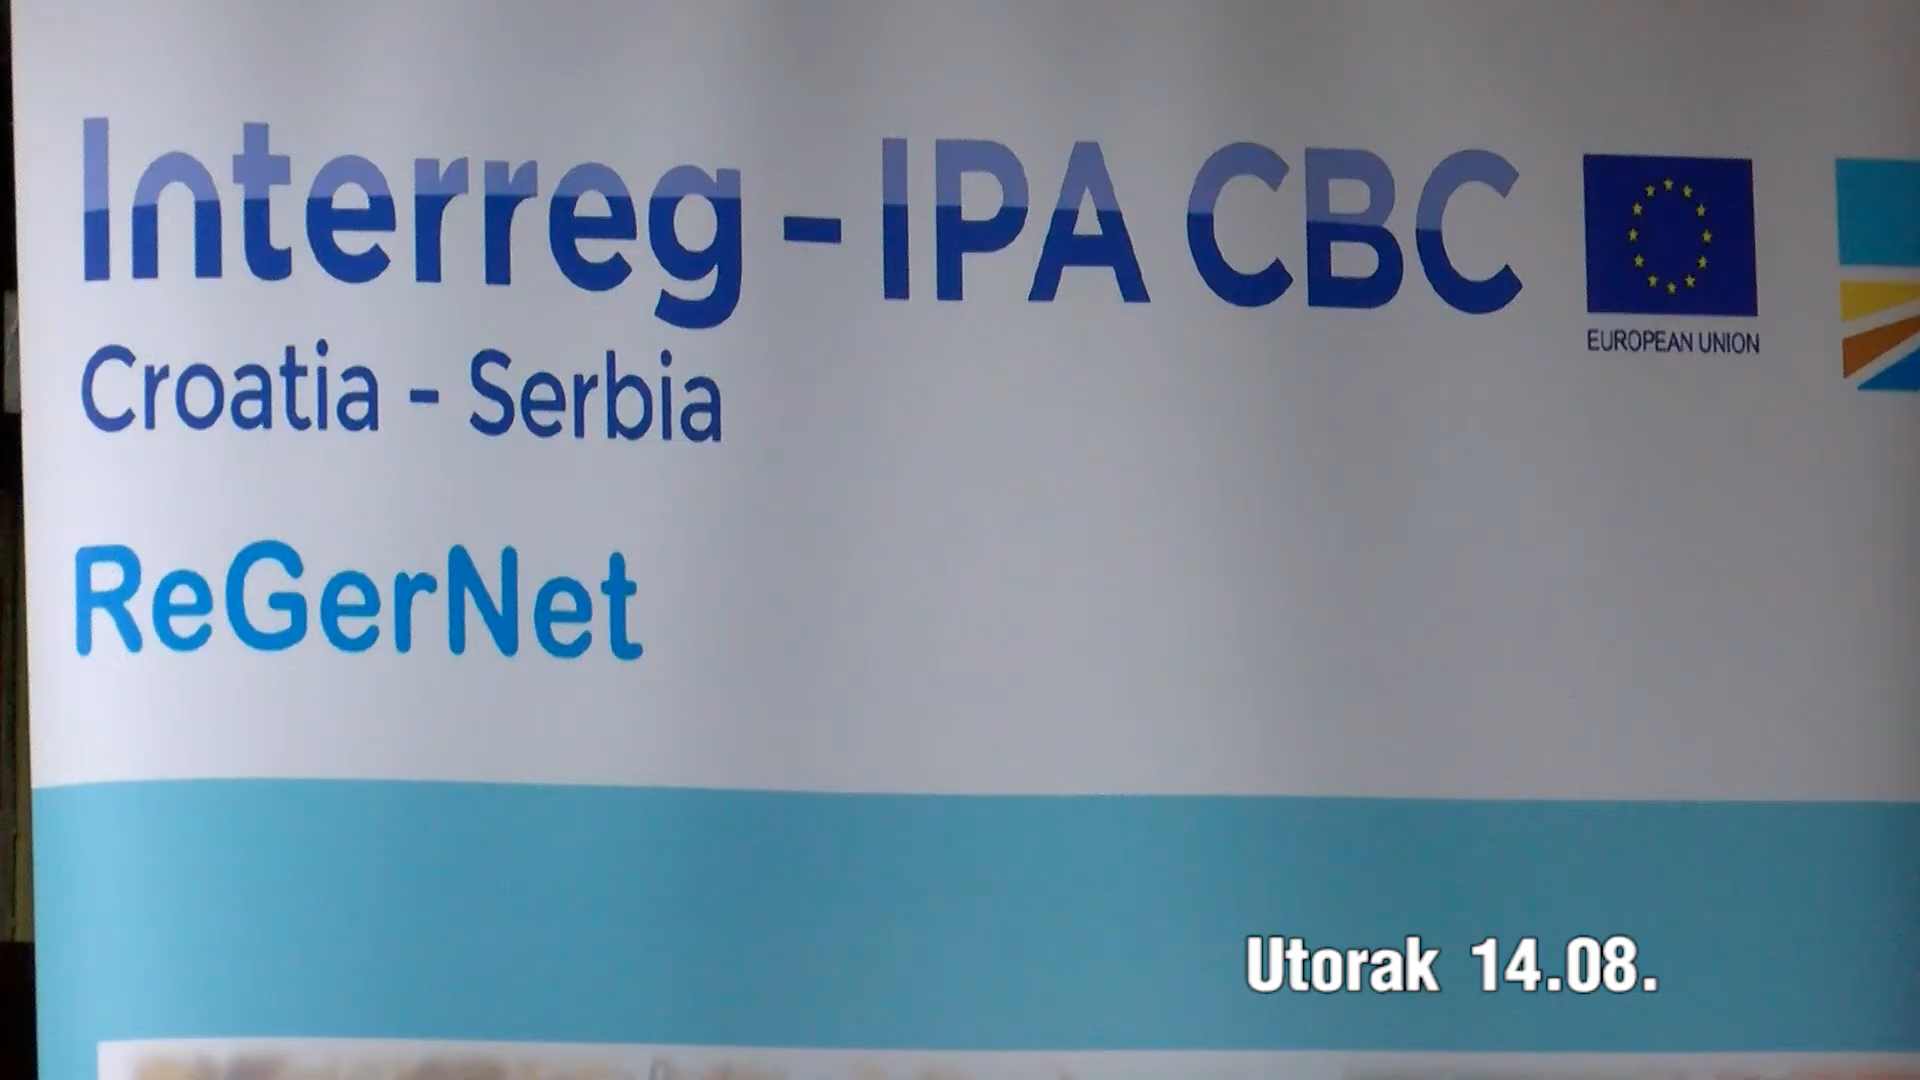 Interreg - IPA CBC
EUROPEAN UNION
Croatia - Serbia
ReGerNet
Utorak 14.08.